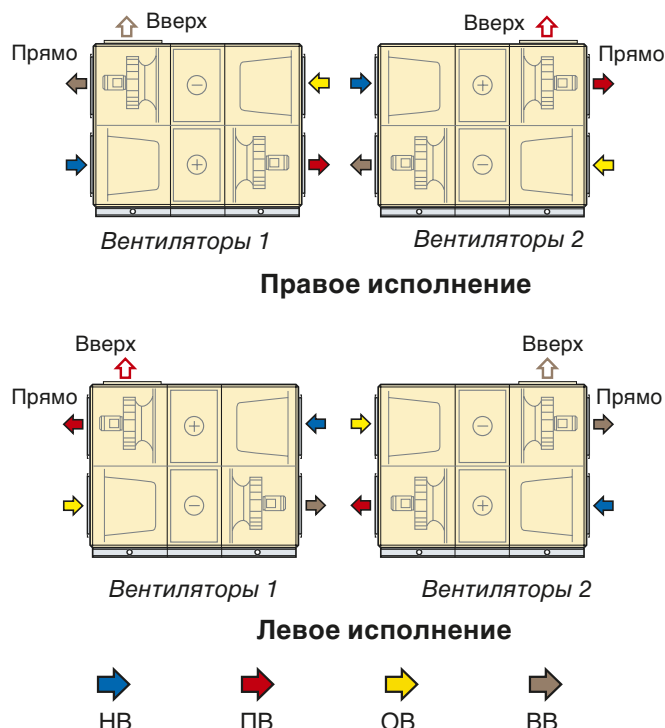 Вверх
Вверх
Прямо
Прямо
Вентиляторы 1
Вентиляторы 2
Правое исполнение
Вверх
Вверх
Прямо
Прямо
Вентиляторы 1
Вентиляторы 2
Левое исполнение
НВ
ПВ
ОВ
ВВ